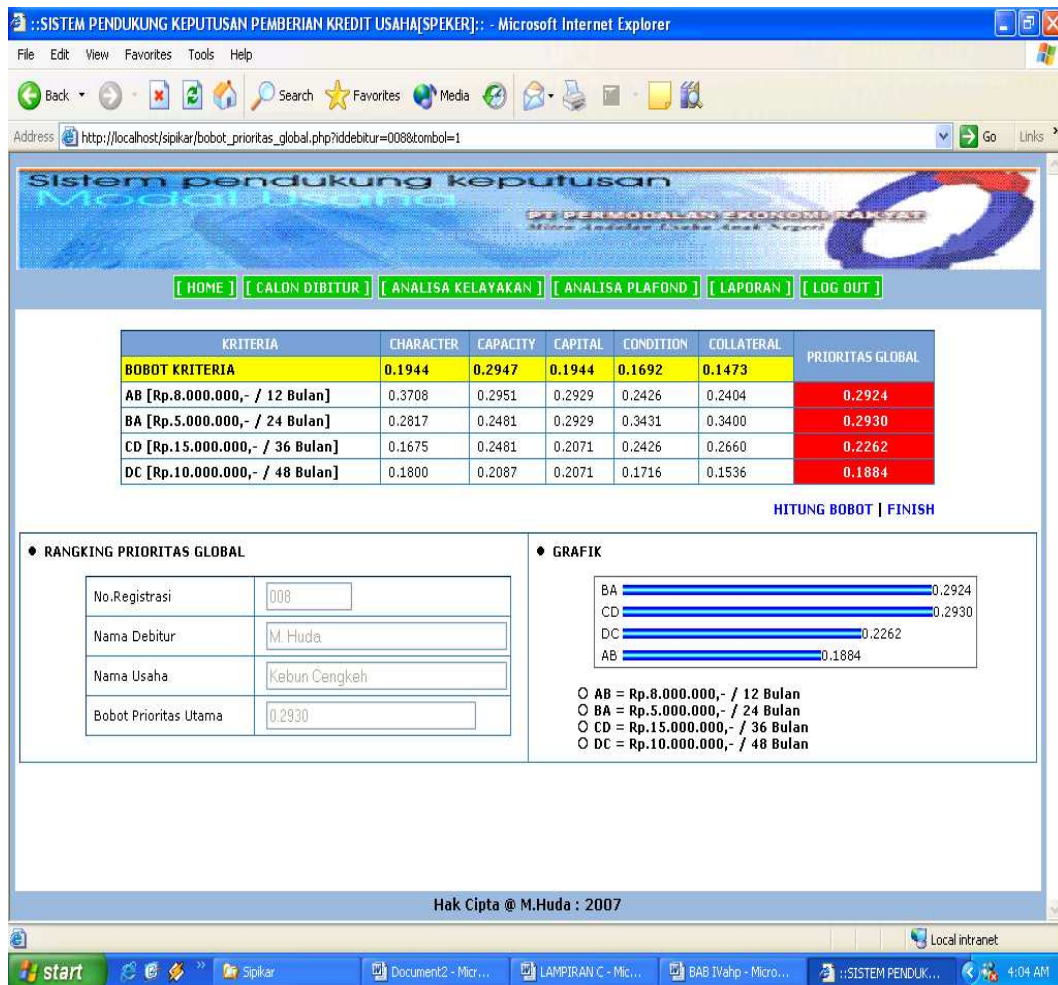 ::SISTEM PENDUKUNG KEPUTUSAN PEMBERIAN KREDIT USAHA[SPEKER]:: - Microsoft Internet Explorer
File Edit View Favorites Tools Help
Back Search Favorites Media
Address http://localhost/sipikar/bobot_prioritas_global.php?iddebitur=008&tombol=1 Go Links »
Sistem pendukung keputusan
Modal Usaha
PT PERMODALAN EKONOMI RAKYAT
Mitra Andalan Usaha Anak Negeri
[ HOME ] [ CALON DIBITUR ] [ ANALISA KELAYAKAN ] [ ANALISA PLAFOND ] [ LAPORAN ] [ LOG OUT ]
KRITERIA CHARACTER CAPACITY CAPITAL CONDITION COLLATERAL PRIORITAS GLOBAL
BOBOT KRITERIA 0.1944 0.2947 0.1944 0.1692 0.1473
AB [Rp.8.000.000,- / 12 Bulan] 0.3708 0.2951 0.2929 0.2426 0.2404 0.2924
BA [Rp.5.000.000,- / 24 Bulan] 0.2817 0.2481 0.2929 0.3431 0.3400 0.2930
CD [Rp.15.000.000,- / 36 Bulan] 0.1675 0.2481 0.2071 0.2426 0.2660 0.2262
DC [Rp.10.000.000,- / 48 Bulan] 0.1800 0.2087 0.2071 0.1716 0.1536 0.1884
HITUNG BOBOT | FINISH
RANGKING PRIORITAS GLOBAL
No.Registrasi 008
Nama Debitur M. Huda
Nama Usaha Kebun Cengkeh
Bobot Prioritas Utama 0.2930
GRAFIK
BA 0.2924
CD 0.2930
DC 0.2262
AB 0.1884
AB = Rp.8.000.000,- / 12 Bulan
BA = Rp.5.000.000,- / 24 Bulan
CD = Rp.15.000.000,- / 36 Bulan
DC = Rp.10.000.000,- / 48 Bulan
Hak Cipta @ M.Huda : 2007
Local intranet
start » Sipikar Document2 - Micr... LAMPIRAN C - Mic... BAB IVahp - Micro... ::SISTEM PENDUK... 4:04 AM